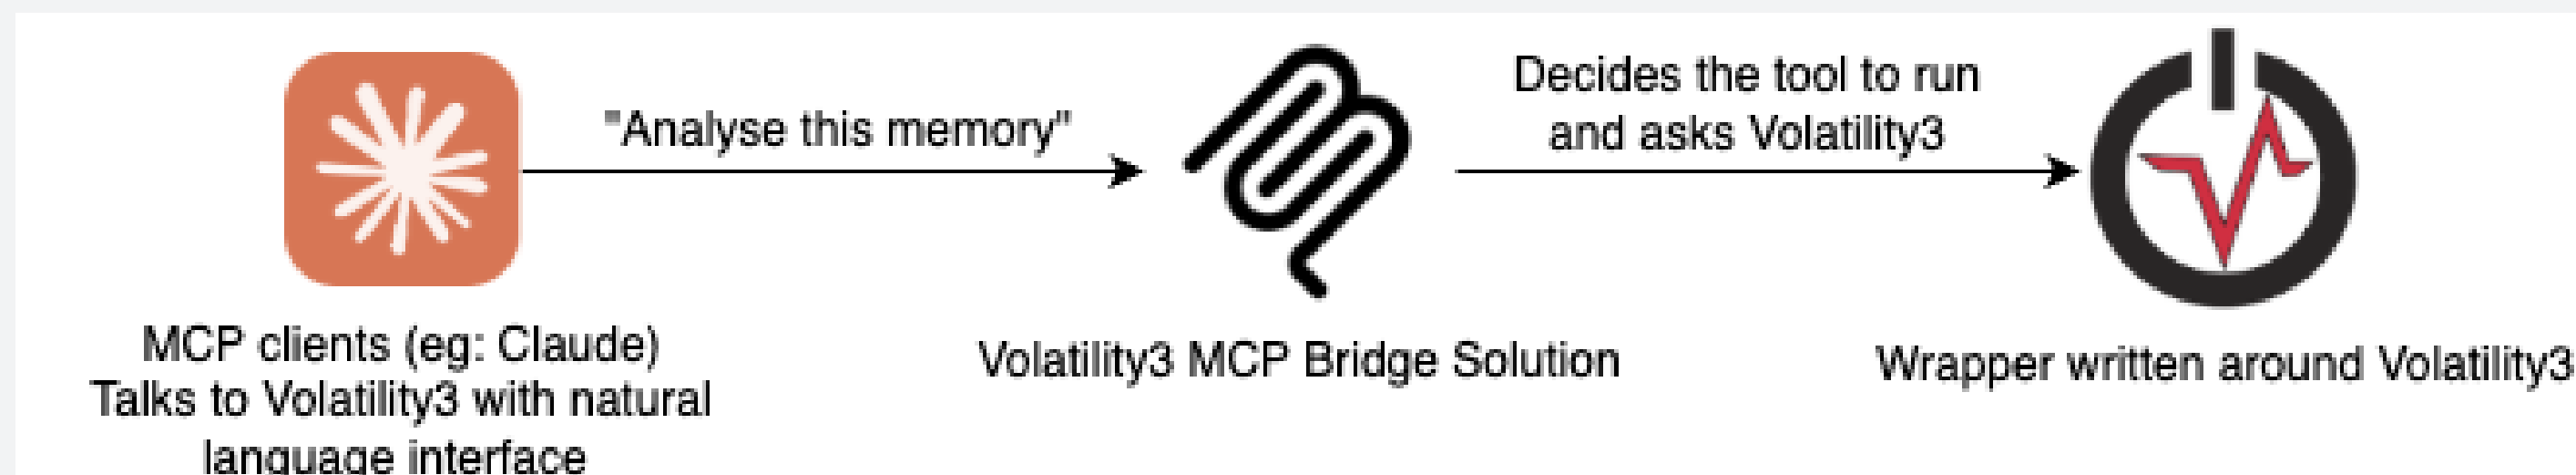 "Analyse this memory"
Decides the tool to run
and asks Volatility3
MCP clients (eg: Claude)
Talks to Volatility3 with natural
language interface
Volatility3 MCP Bridge Solution
Wrapper written around Volatility3